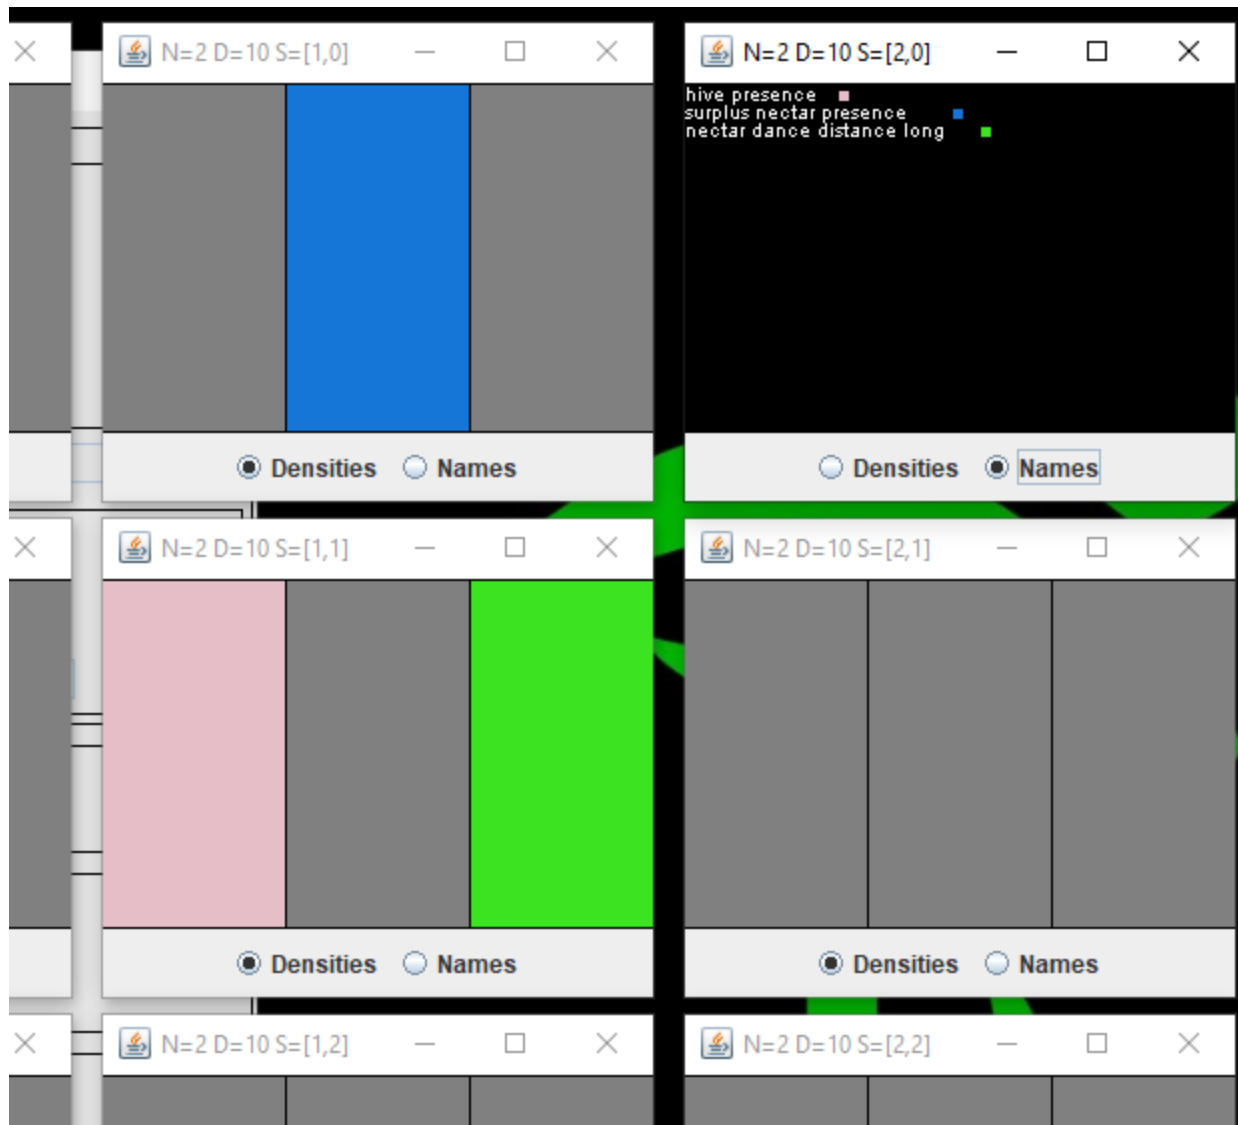 N=2 D=10 S=[1,0]
N=2 D=10 S=[2,0]
hive presence
surplus nectar presence
nectar dance distance long
Densities Names
Densities Names
N=2 D=10 S=[1,1]
N=2 D=10 S=[2,1]
Densities Names
Densities Names
N=2 D=10 S=[1,2]
N=2 D=10 S=[2,2]